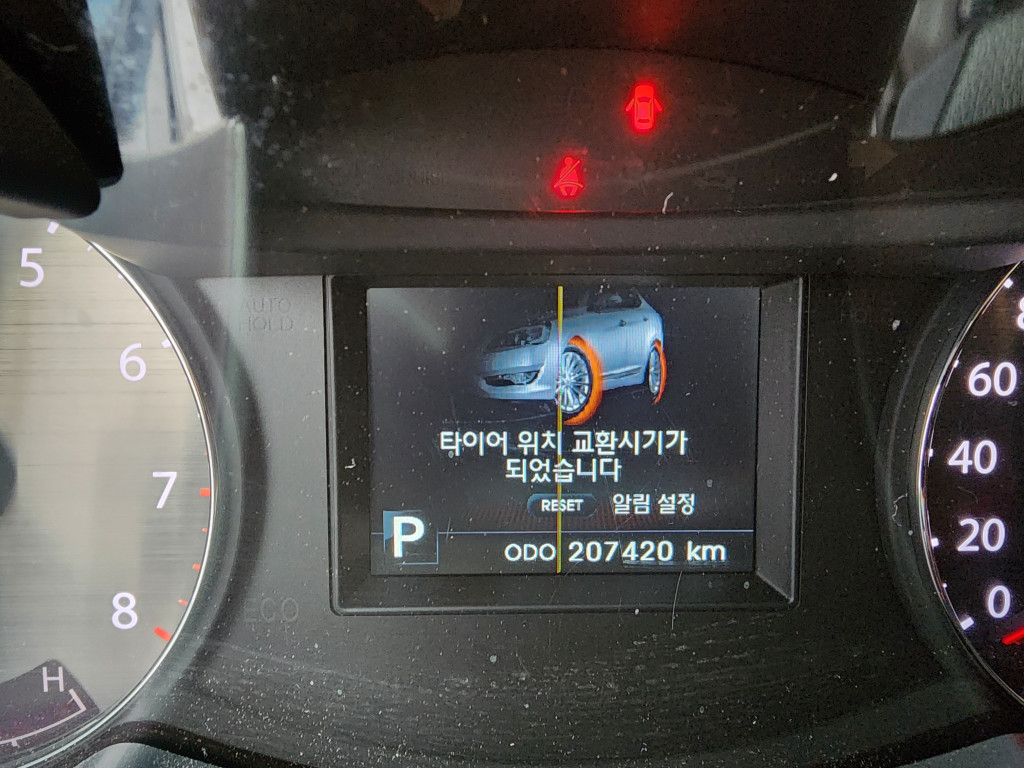 5
6
7
8
H
AUTO
HOLD
ECO
타이어 위치 교환시기가
되었습니다
RESET 알림 설정
P
ODO 207420 km
60
40
20
0